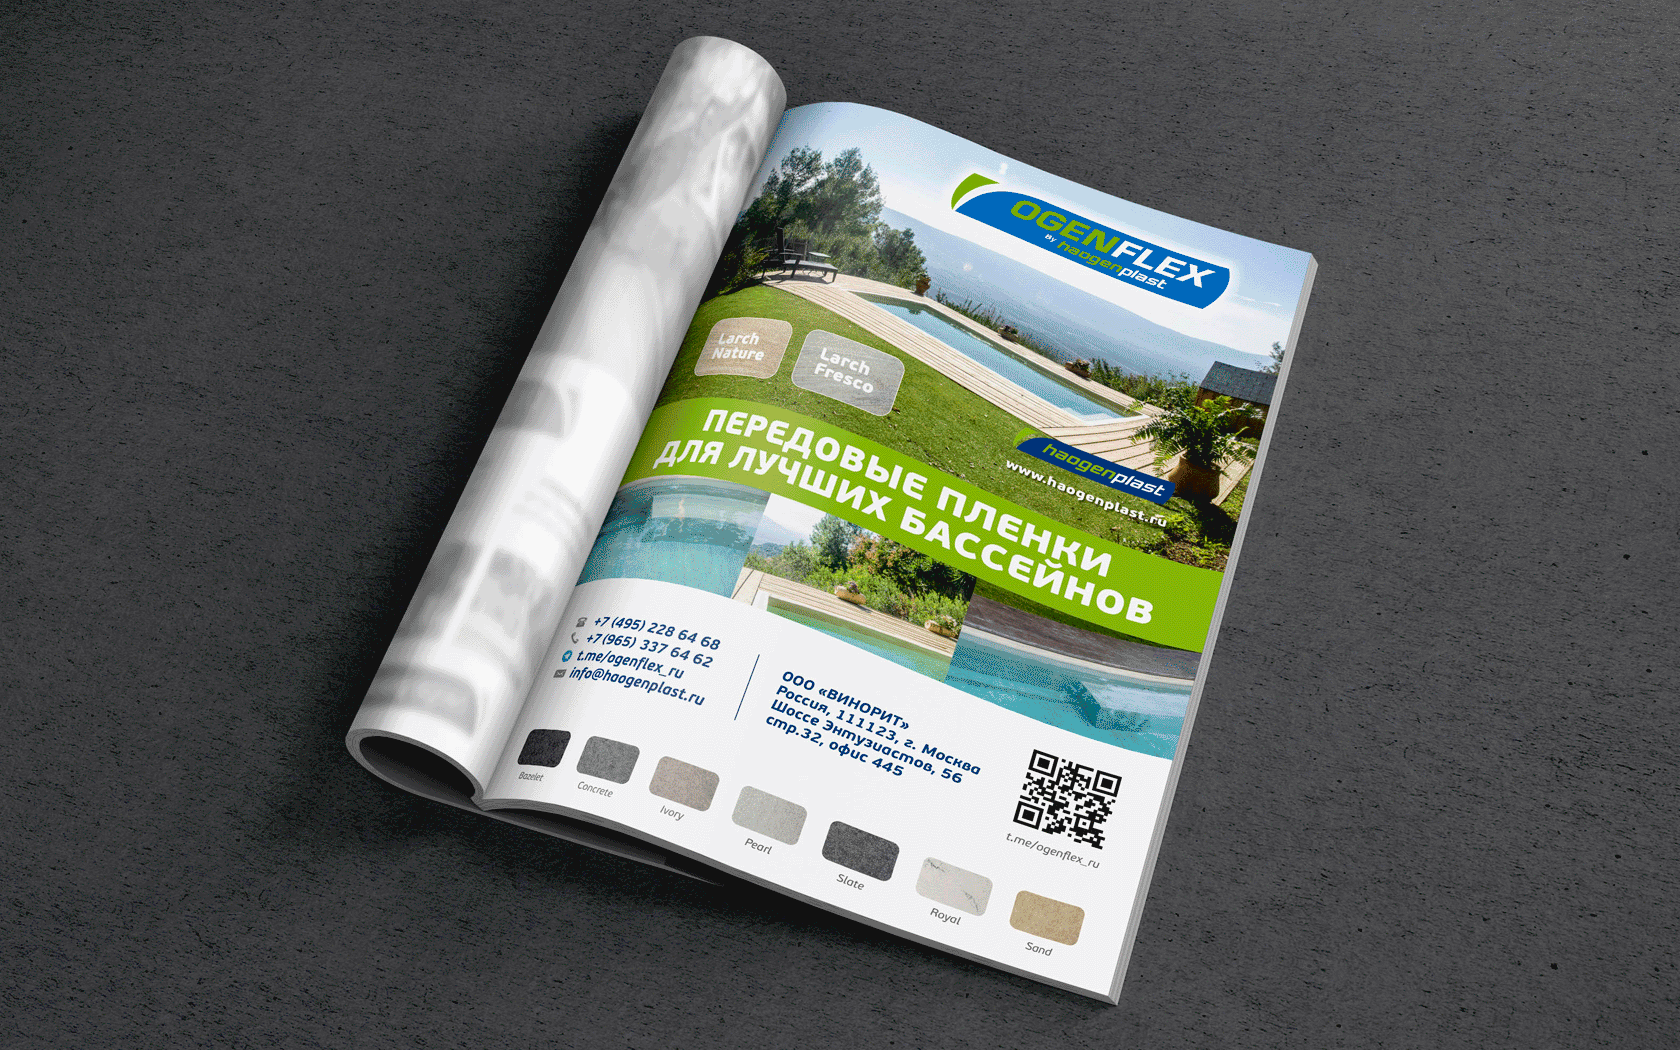 OGENFLEX
BY haogenplast
Larch
Nature
Larch
Fresco
haogenplast
www.haogenplast.ru
ПЕРЕДОВЫЕ ПЛЕНКИ
ДЛЯ ЛУЧШИХ БАССЕЙНОВ
+7 (495) 228 64 68
+7 (965) 337 64 62
t.me/ogenflex_ru
info@haogenplast.ru
ООО «ВИНОРИТ»
Россия, 111123, г. Москва
Шоссе Энтузиастов, 56
стр.32, офис 445
t.me/ogenflex_ru
Bazelet
Concrete
Ivory
Pearl
Slate
Royal
Sand